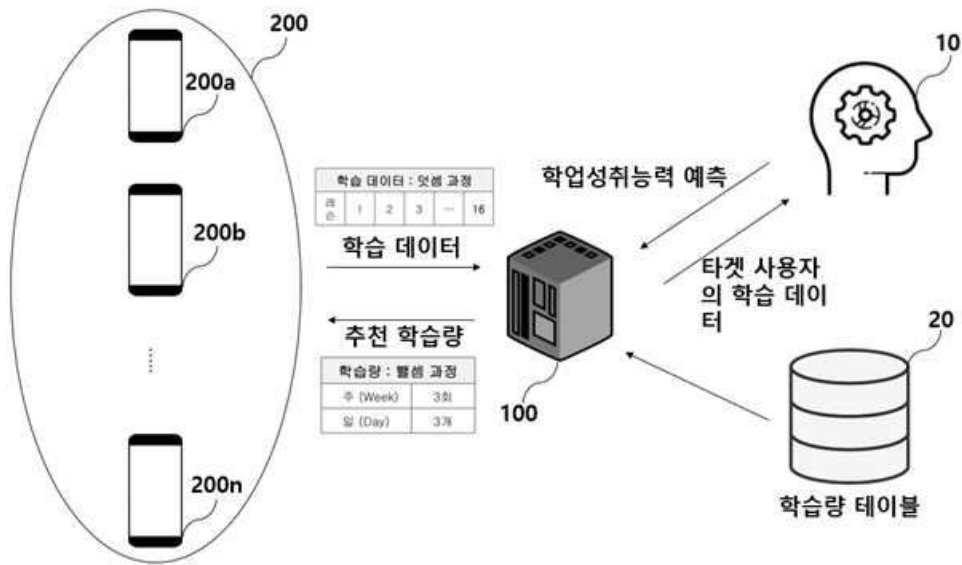 200
200a
200b
200n
학습 데이터 : 덧셈 과정
레슨 1 2 3 ... 16
학습 데이터
추천 학습량
학습량 : 뺄셈 과정
주 (Week) 3회
일 (Day) 3개
100
10
학업성취능력 예측
타겟 사용자
의 학습 데이
터
20
학습량 테이블